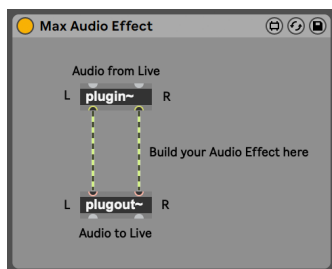 Max Audio Effect
Audio from Live
L plugin~ R
Build your Audio Effect here
L plugout~ R
Audio to Live